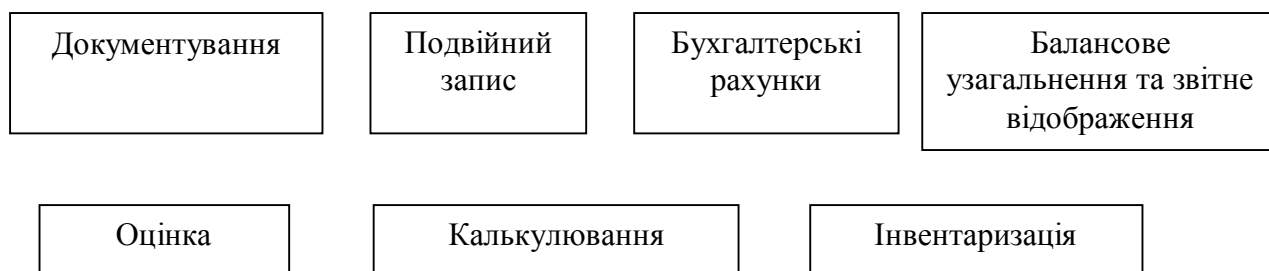 Документування
Подвійний
запис
Бухгалтерські
рахунки
Балансове
узагальнення та звітне
відображення
Оцінка
Калькулювання
Інвентаризація